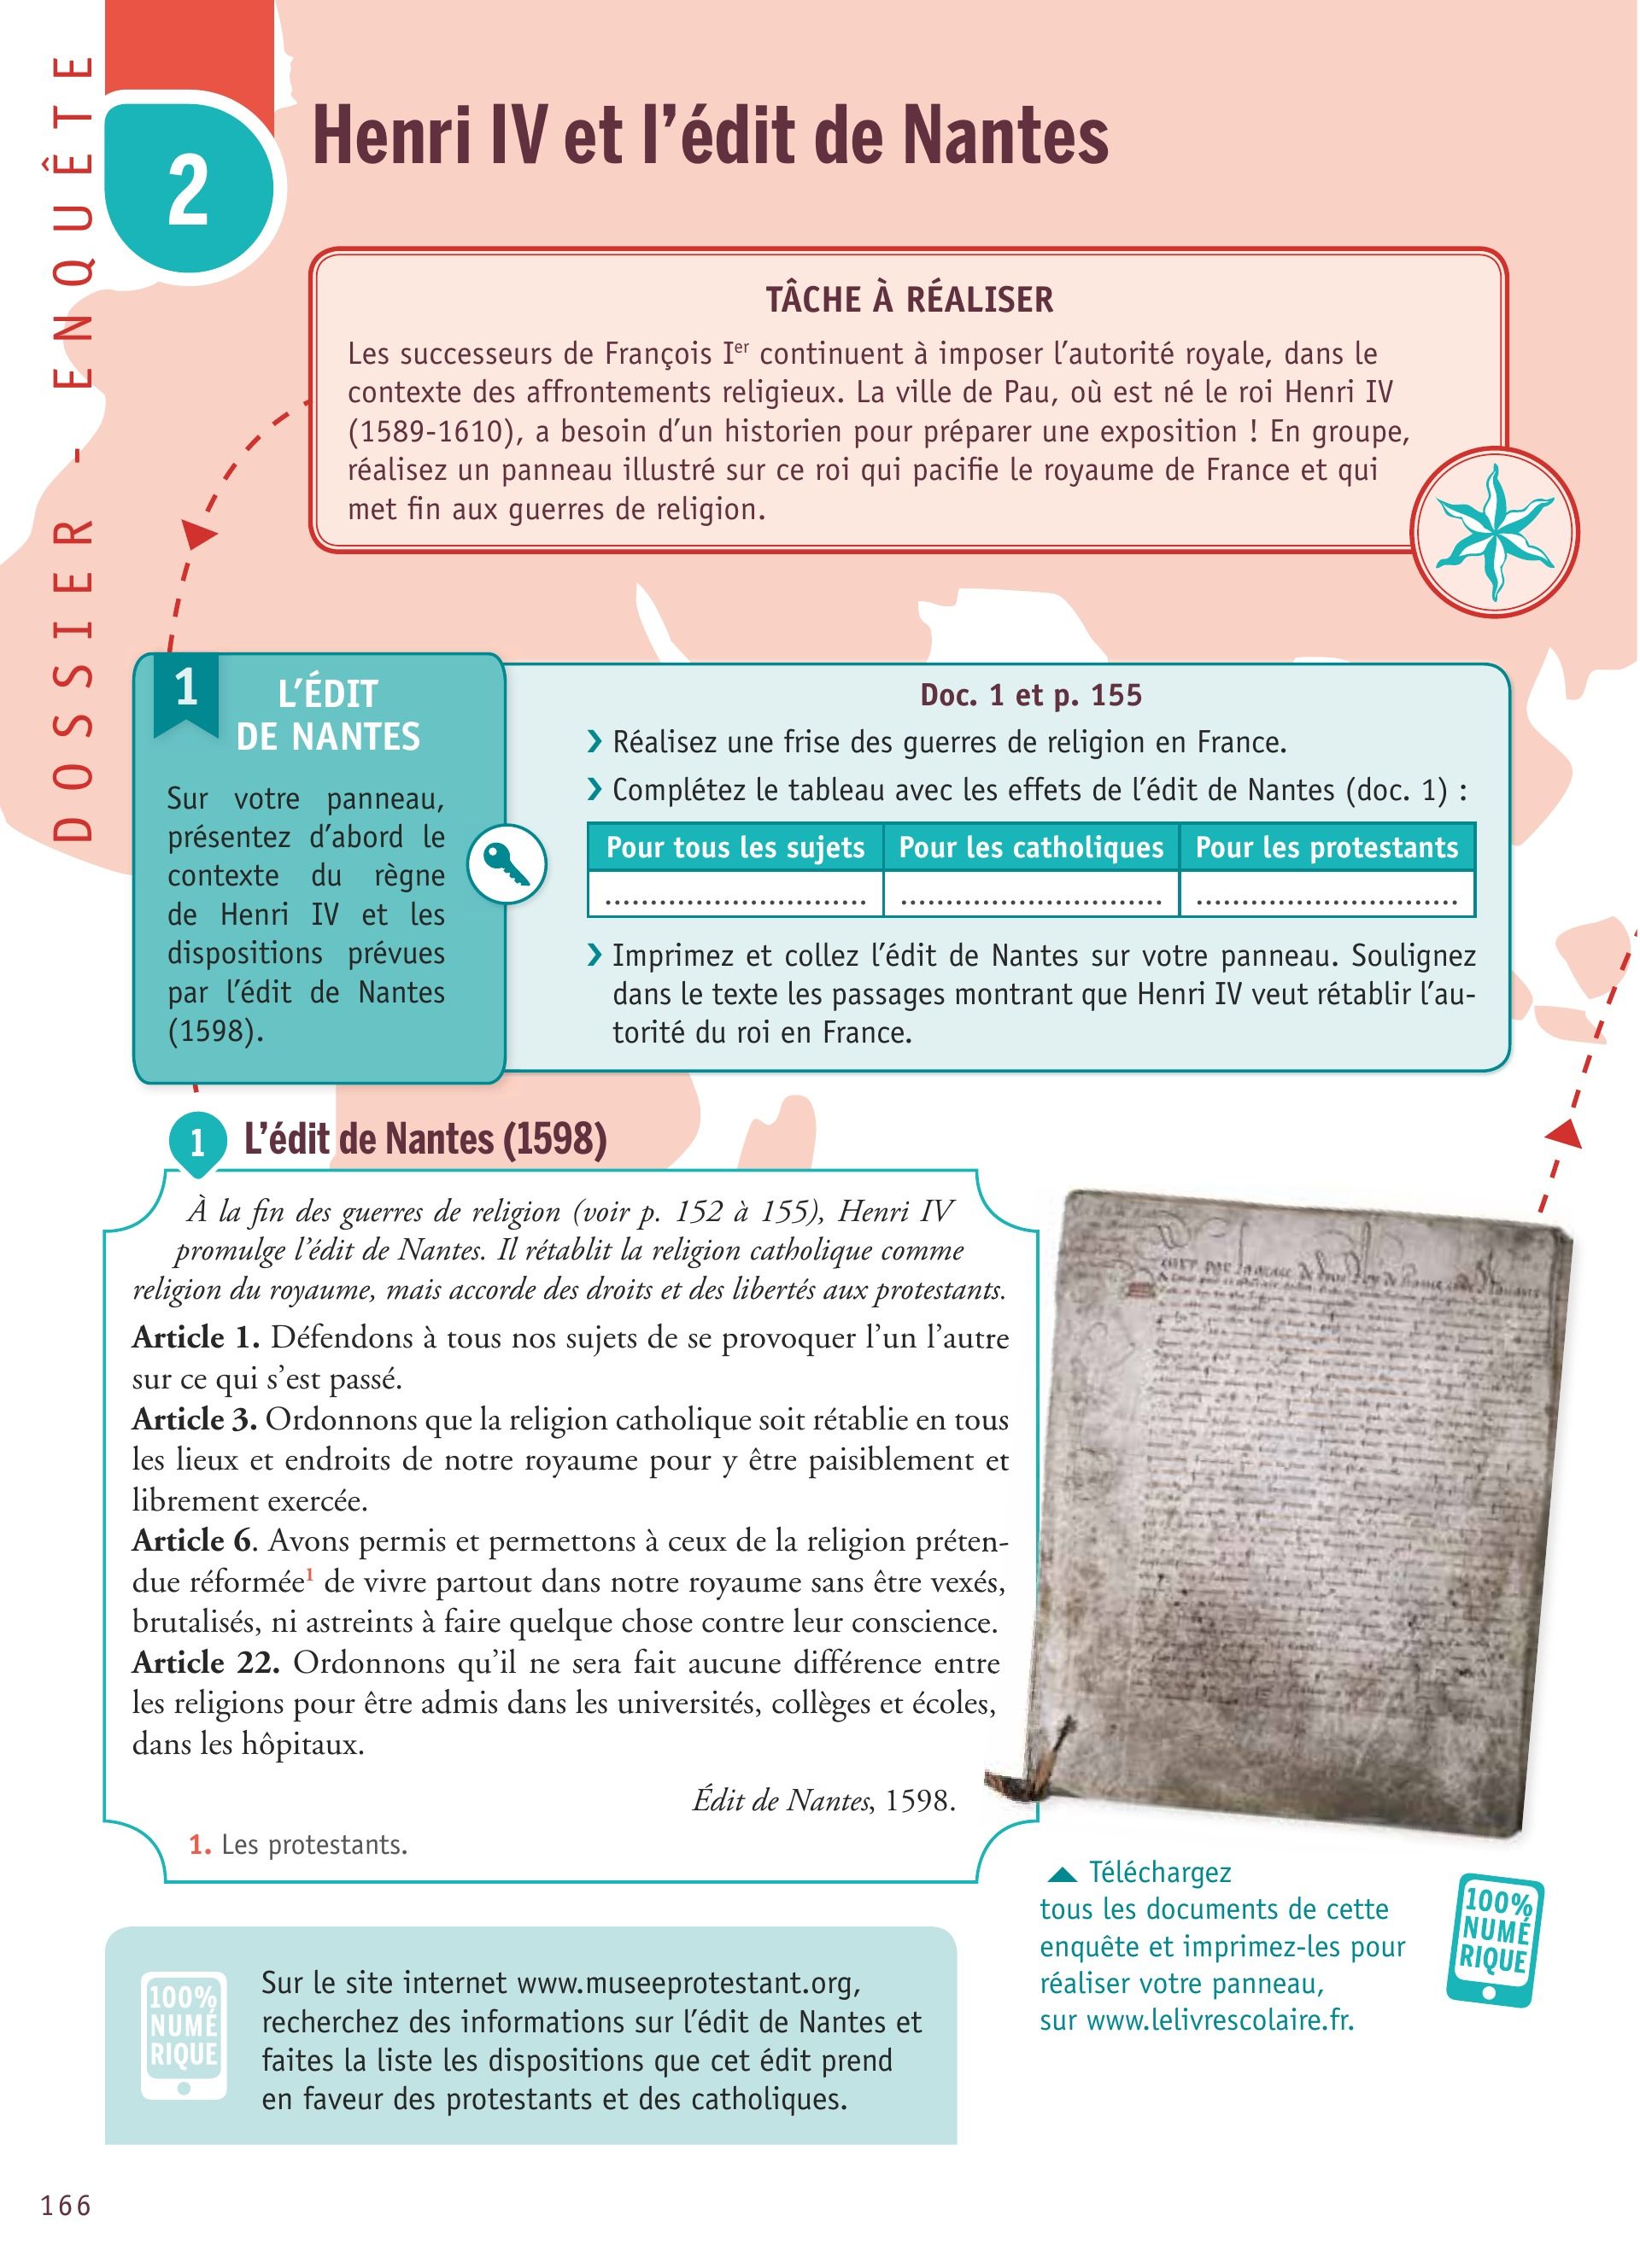 DOSSIER - ENQUÊTE
2
Henri IV et l'édit de Nantes
TÂCHE À RÉALISER
Les successeurs de François Ier continuent à imposer l'autorité royale, dans le
contexte des affrontements religieux. La ville de Pau, où est né le roi Henri IV
(1589-1610), a besoin d'un historien pour préparer une exposition ! En groupe,
réalisez un panneau illustré sur ce roi qui pacifie le royaume de France et qui
met fin aux guerres de religion.
1
L'ÉDIT
DE NANTES
Sur votre panneau,
présentez d'abord le
contexte du règne
de Henri IV et les
dispositions prévues
par l'édit de Nantes
(1598).
Doc. 1 et p. 155
› Réalisez une frise des guerres de religion en France.
› Complétez le tableau avec les effets de l'édit de Nantes (doc. 1) :
Pour tous les sujets Pour les catholiques Pour les protestants
............................. ............................. .............................
› Imprimez et collez l'édit de Nantes sur votre panneau. Soulignez
dans le texte les passages montrant que Henri IV veut rétablir l'au-
torité du roi en France.
1 L'édit de Nantes (1598)
À la fin des guerres de religion (voir p. 152 à 155), Henri IV
promulge l'édit de Nantes. Il rétablit la religion catholique comme
religion du royaume, mais accorde des droits et des libertés aux protestants.
Article 1. Défendons à tous nos sujets de se provoquer l'un l'autre
sur ce qui s'est passé.
Article 3. Ordonnons que la religion catholique soit rétablie en tous
les lieux et endroits de notre royaume pour y être paisiblement et
librement exercée.
Article 6. Avons permis et permettons à ceux de la religion préten-
due réformée1 de vivre partout dans notre royaume sans être vexés,
brutalisés, ni astreints à faire quelque chose contre leur conscience.
Article 22. Ordonnons qu'il ne sera fait aucune différence entre
les religions pour être admis dans les universités, collèges et écoles,
dans les hôpitaux.
Édit de Nantes, 1598.
1. Les protestants.
Téléchargez
tous les documents de cette
enquête et imprimez-les pour
réaliser votre panneau,
sur www.lelivrescolaire.fr.
100%
NUMÉ
RIQUE
100%
NUMÉ
RIQUE
Sur le site internet www.museeprotestant.org,
recherchez des informations sur l'édit de Nantes et
faites la liste les dispositions que cet édit prend
en faveur des protestants et des catholiques.
166